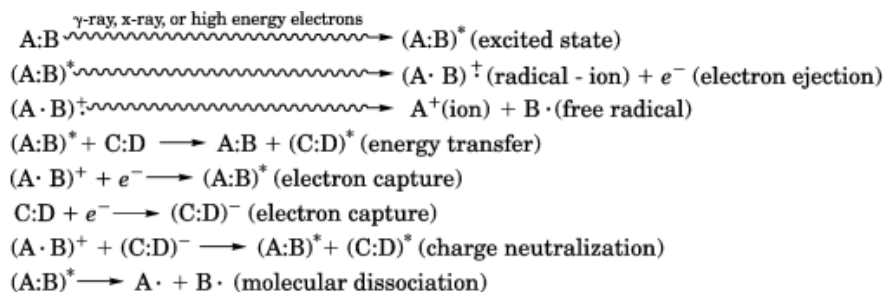 γ-ray, x-ray, or high energy electrons
A:B → (A:B)* (excited state)
(A:B)* → (A· B)⁺· (radical - ion) + e⁻ (electron ejection)
(A · B)⁺· → A⁺(ion) + B ·(free radical)
(A:B)* + C:D → A:B + (C:D)* (energy transfer)
(A· B)⁺ + e⁻ → (A:B)* (electron capture)
C:D + e⁻ → (C:D)⁻ (electron capture)
(A · B)⁺ + (C:D)⁻ → (A:B)* + (C:D)* (charge neutralization)
(A:B)* → A· + B· (molecular dissociation)